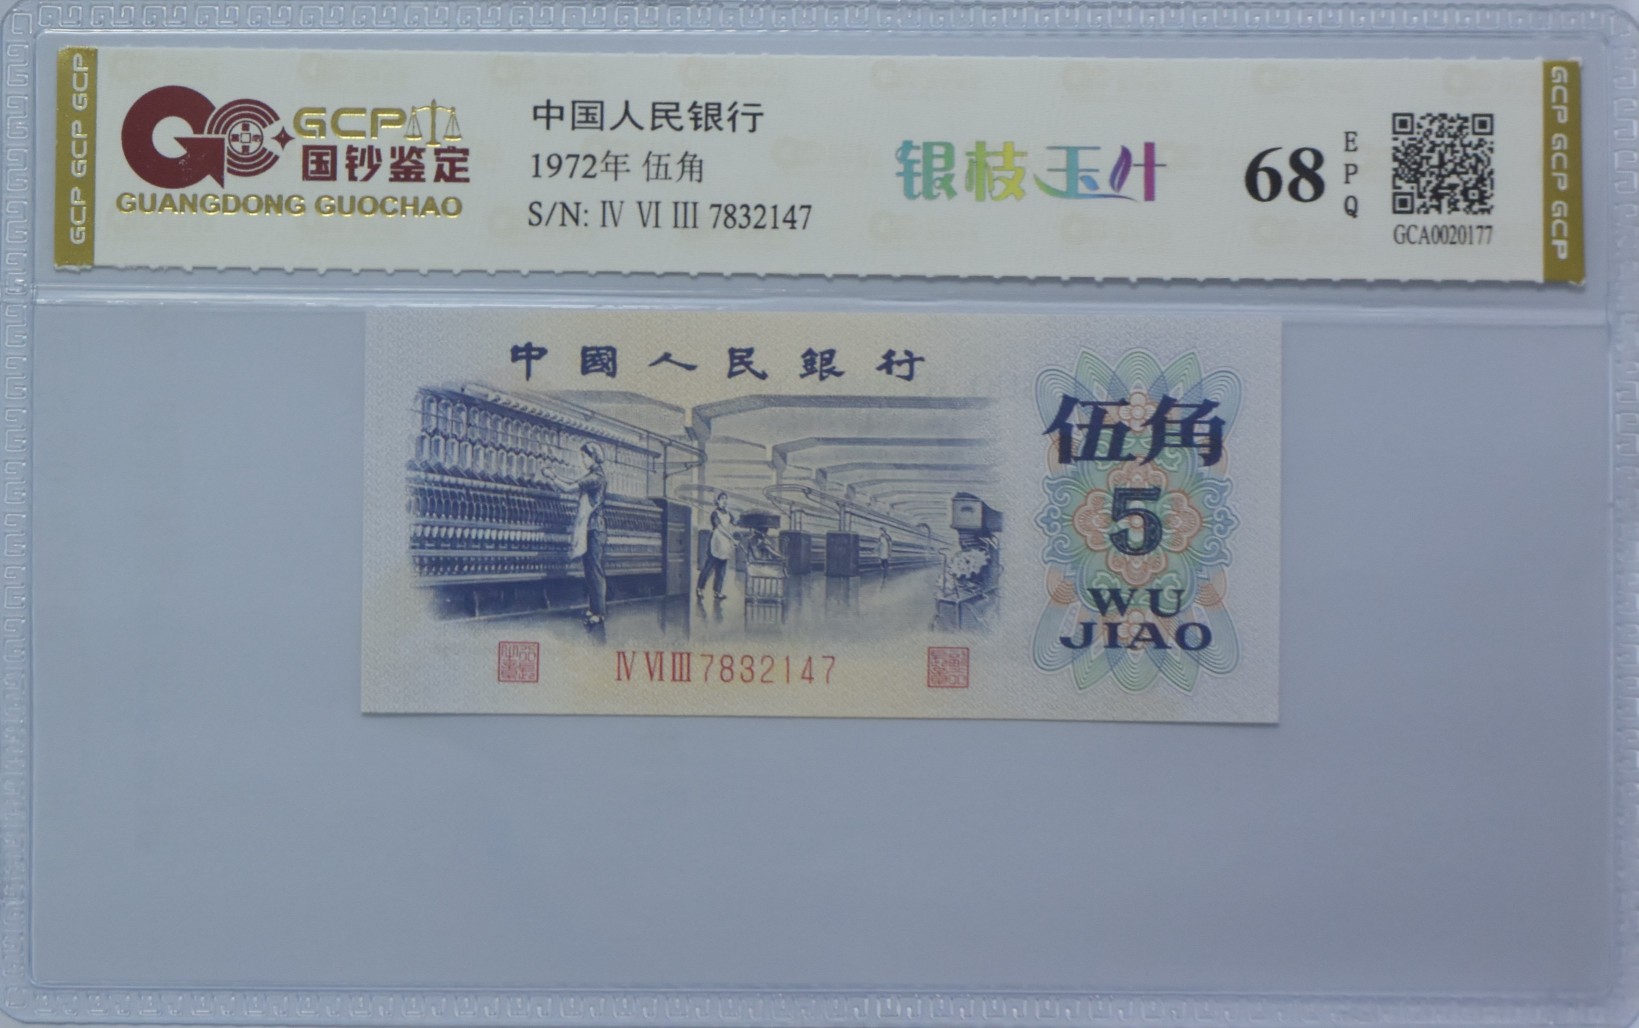 GCP GCP GCP
GCP 国钞鉴定
GUANGDONG GUOCHAO
中国人民银行
1972年 伍角
S/N: Ⅳ Ⅵ Ⅲ 7832147
银枝玉叶
68
EPQ
GCA0020177
GCP GCP GCP
中國人民銀行
伍角
5
WU
JIAO
Ⅳ Ⅵ Ⅲ 7832147